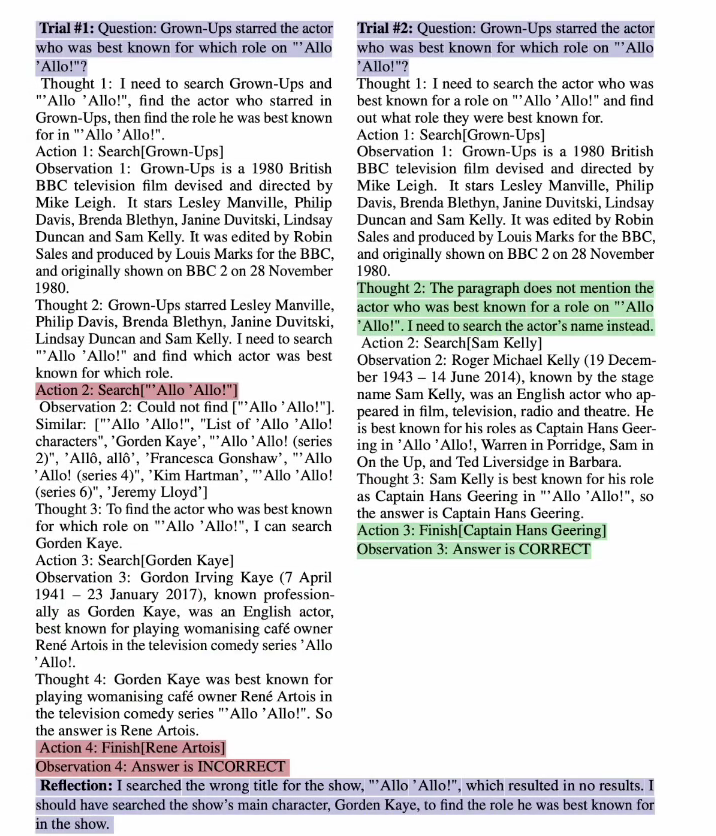 Trial #1: Question: Grown-Ups starred the actor
who was best known for which role on "'Allo
'Allo!"?
Thought 1: I need to search Grown-Ups and
"'Allo 'Allo!", find the actor who starred in
Grown-Ups, then find the role he was best known
for in "'Allo 'Allo!".
Action 1: Search[Grown-Ups]
Observation 1: Grown-Ups is a 1980 British
BBC television film devised and directed by
Mike Leigh. It stars Lesley Manville, Philip
Davis, Brenda Blethyn, Janine Duvitski, Lindsay
Duncan and Sam Kelly. It was edited by Robin
Sales and produced by Louis Marks for the BBC,
and originally shown on BBC 2 on 28 November
1980.
Thought 2: Grown-Ups starred Lesley Manville,
Philip Davis, Brenda Blethyn, Janine Duvitski,
Lindsay Duncan and Sam Kelly. I need to search
"'Allo 'Allo!" and find which actor was best
known for which role.
Action 2: Search["'Allo 'Allo!"]
Observation 2: Could not find ["'Allo 'Allo!"].
Similar: ["'Allo 'Allo!", "List of 'Allo 'Allo!
characters", 'Gorden Kaye', "'Allo 'Allo! (series
2)", 'Allô, allô', 'Francesca Gonshaw', "'Allo
'Allo! (series 4)", 'Kim Hartman', "'Allo 'Allo!
(series 6)", 'Jeremy Lloyd']
Thought 3: To find the actor who was best known
for which role on "'Allo 'Allo!", I can search
Gorden Kaye.
Action 3: Search[Gorden Kaye]
Observation 3: Gordon Irving Kaye (7 April
1941 – 23 January 2017), known profession-
ally as Gorden Kaye, was an English actor,
best known for playing womanising café owner
René Artois in the television comedy series 'Allo
'Allo!.
Thought 4: Gorden Kaye was best known for
playing womanising café owner René Artois in
the television comedy series "'Allo 'Allo!". So
the answer is Rene Artois.
Action 4: Finish[Rene Artois]
Observation 4: Answer is INCORRECT
Trial #2: Question: Grown-Ups starred the actor
who was best known for which role on "'Allo
'Allo!"?
Thought 1: I need to search the actor who was
best known for a role on "'Allo 'Allo!" and find
out what role they were best known for.
Action 1: Search[Grown-Ups]
Observation 1: Grown-Ups is a 1980 British
BBC television film devised and directed by
Mike Leigh. It stars Lesley Manville, Philip
Davis, Brenda Blethyn, Janine Duvitski, Lindsay
Duncan and Sam Kelly. It was edited by Robin
Sales and produced by Louis Marks for the BBC,
and originally shown on BBC 2 on 28 November
1980.
Thought 2: The paragraph does not mention the
actor who was best known for a role on "'Allo
'Allo!". I need to search the actor's name instead.
Action 2: Search[Sam Kelly]
Observation 2: Roger Michael Kelly (19 Decem-
ber 1943 – 14 June 2014), known by the stage
name Sam Kelly, was an English actor who ap-
peared in film, television, radio and theatre. He
is best known for his roles as Captain Hans Geer-
ing in 'Allo 'Allo!, Warren in Porridge, Sam in
On the Up, and Ted Liversidge in Barbara.
Thought 3: Sam Kelly is best known for his role
as Captain Hans Geering in "'Allo 'Allo!", so
the answer is Captain Hans Geering.
Action 3: Finish[Captain Hans Geering]
Observation 3: Answer is CORRECT
Reflection: I searched the wrong title for the show, "'Allo 'Allo!", which resulted in no results. I
should have searched the show's main character, Gorden Kaye, to find the role he was best known for
in the show.